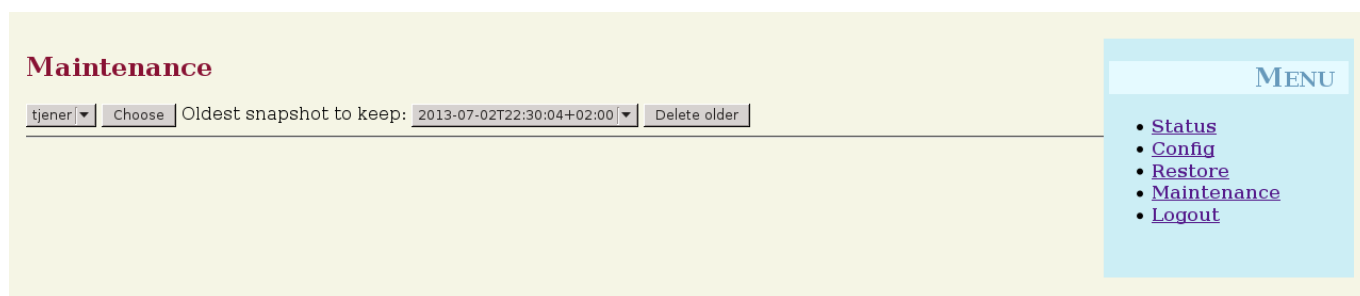 Maintenance
tjener Choose Oldest snapshot to keep: 2013-07-02T22:30:04+02:00 Delete older
MENU
Status
Config
Restore
Maintenance
Logout